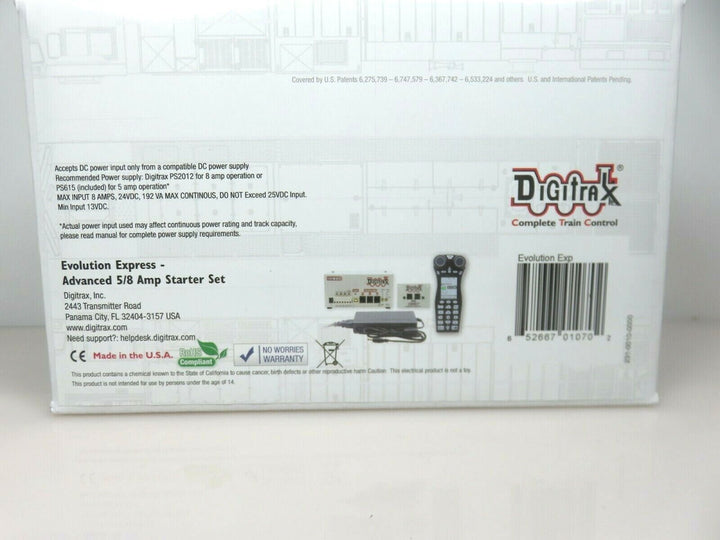 Covered by U.S. Patents 6,275,739 – 6,747,579 – 6,367,742 – 6,533,224 and others   U.S. and International Patents Pending.
Accepts DC power input only from a compatible DC power supply
Recommended Power supply: Digitrax PS2012 for 8 amp operation or
PS615 (included) for 5 amp operation*
MAX INPUT 8 AMPS, 24VDC, 192 VA MAX CONTINOUS, DO NOT Exceed 25VDC Input.
Min Input 13VDC.
*Actual power input used may affect continuous power rating and track capacity,
please read manual for complete power supply requirements.
DIGITRAX®
Complete Train Control
Evolution Express -
Advanced 5/8 Amp Starter Set
Digitrax, Inc.
2443 Transmitter Road
Panama City, FL 32404-3157 USA
www.digitrax.com
Need support?: helpdesk.digitrax.com
CE Made in the U.S.A.
RoHS
Compliant
NO WORRIES
WARRANTY
This product contains a chemical known to the State of California to cause cancer, birth defects or other reproductive harm Caution: This electrical product is not a toy.
This product is not intended for use by persons under the age of 14.
Evolution Exp
6 52667 01070 2